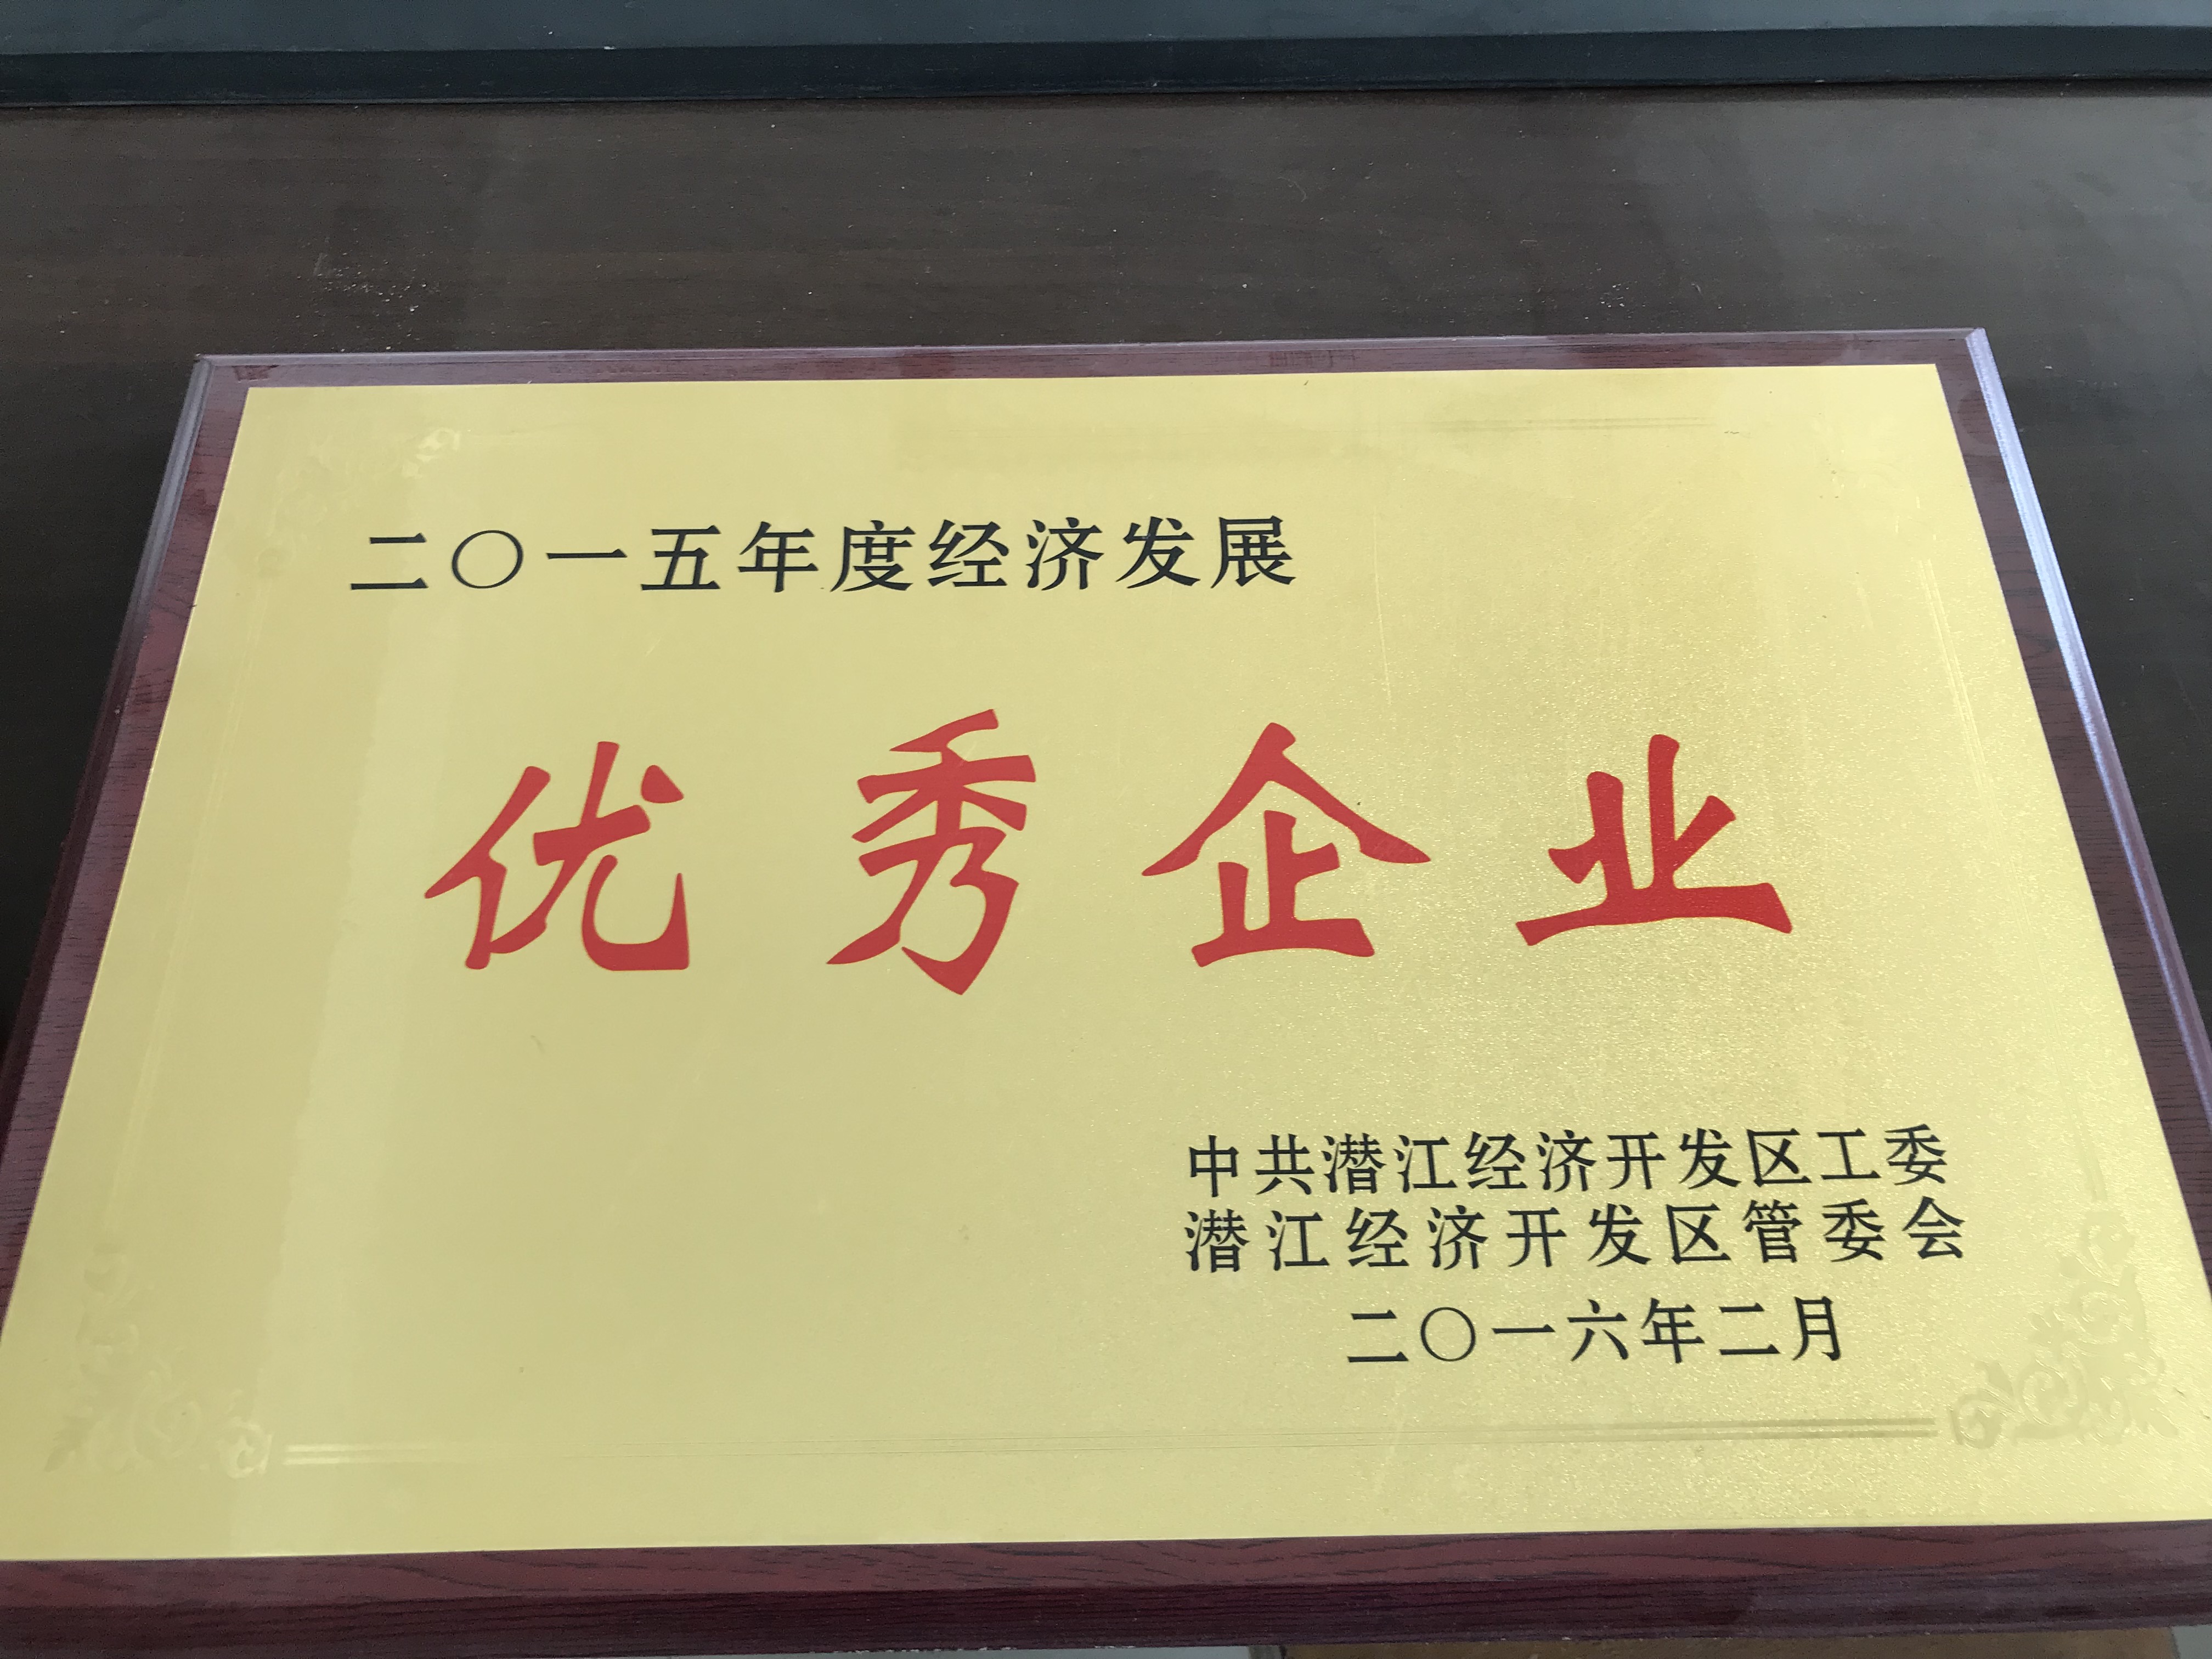 二〇一五年度经济发展
优秀企业
中共潜江经济开发区工委
潜江经济开发区管委会
二〇一六年二月